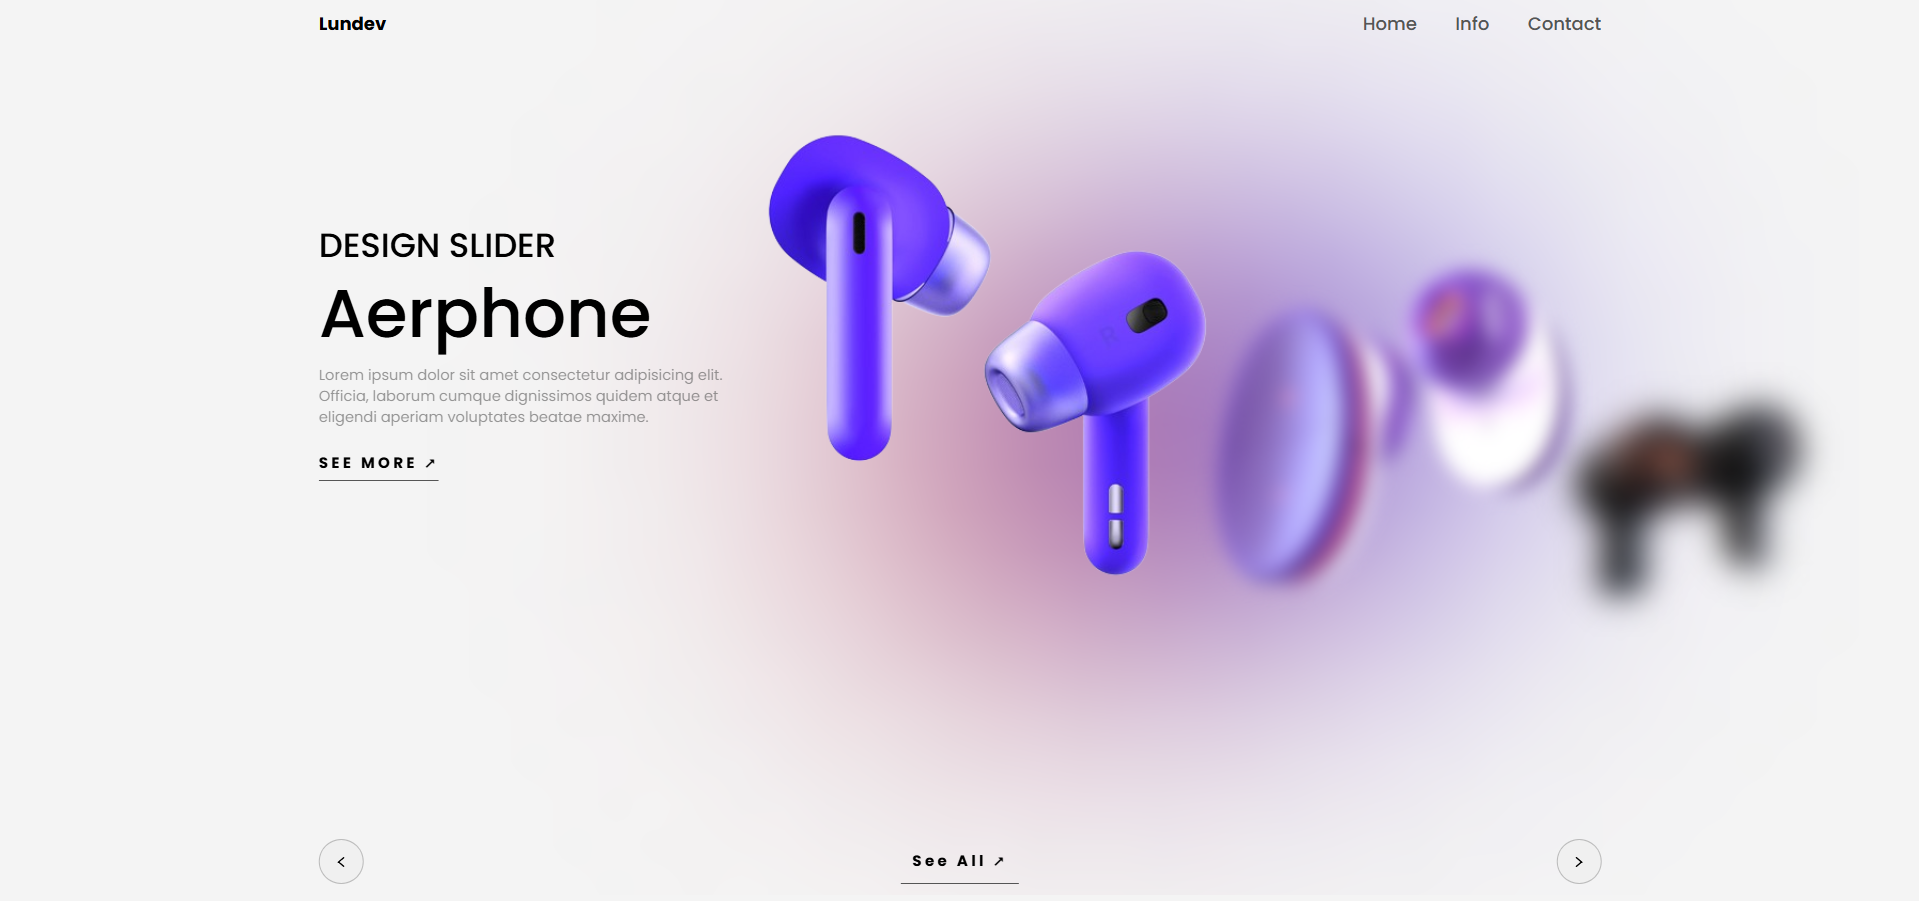 Lundev
Home Info Contact
DESIGN SLIDER
Aerphone
Lorem ipsum dolor sit amet consectetur adipisicing elit.
Officia, laborum cumque dignissimos quidem atque et
eligendi aperiam voluptates beatae maxime.
SEE MORE ↗
R
< See All ↗ >